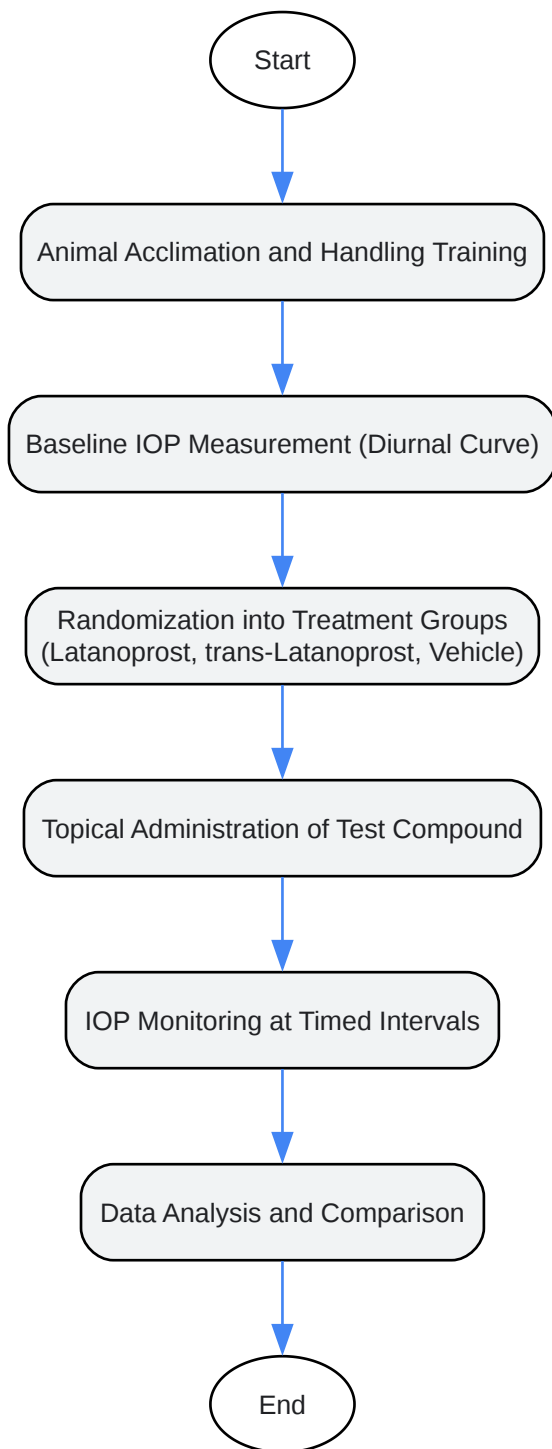 Start
Animal Acclimation and Handling Training
Baseline IOP Measurement (Diurnal Curve)
Randomization into Treatment Groups
(Latanoprost, trans-Latanoprost, Vehicle)
Topical Administration of Test Compound
IOP Monitoring at Timed Intervals
Data Analysis and Comparison
End